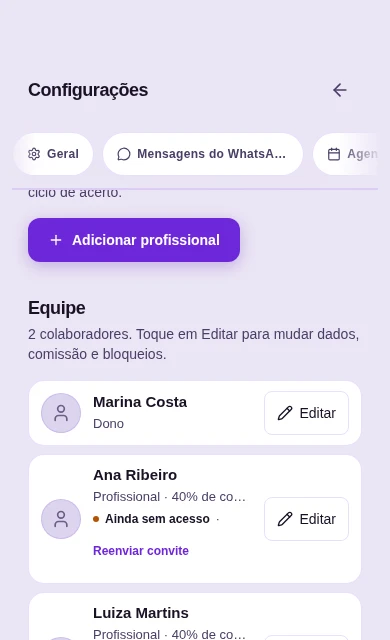 Configurações
Geral
Mensagens do WhatsA…
Agen
ciclo de acerto.
Adicionar profissional
Equipe
2 colaboradores. Toque em Editar para mudar dados,
comissão e bloqueios.
Marina Costa
Dono
Editar
Ana Ribeiro
Profissional · 40% de co…
Ainda sem acesso ·
Reenviar convite
Editar
Luiza Martins
Profissional · 40% de co…